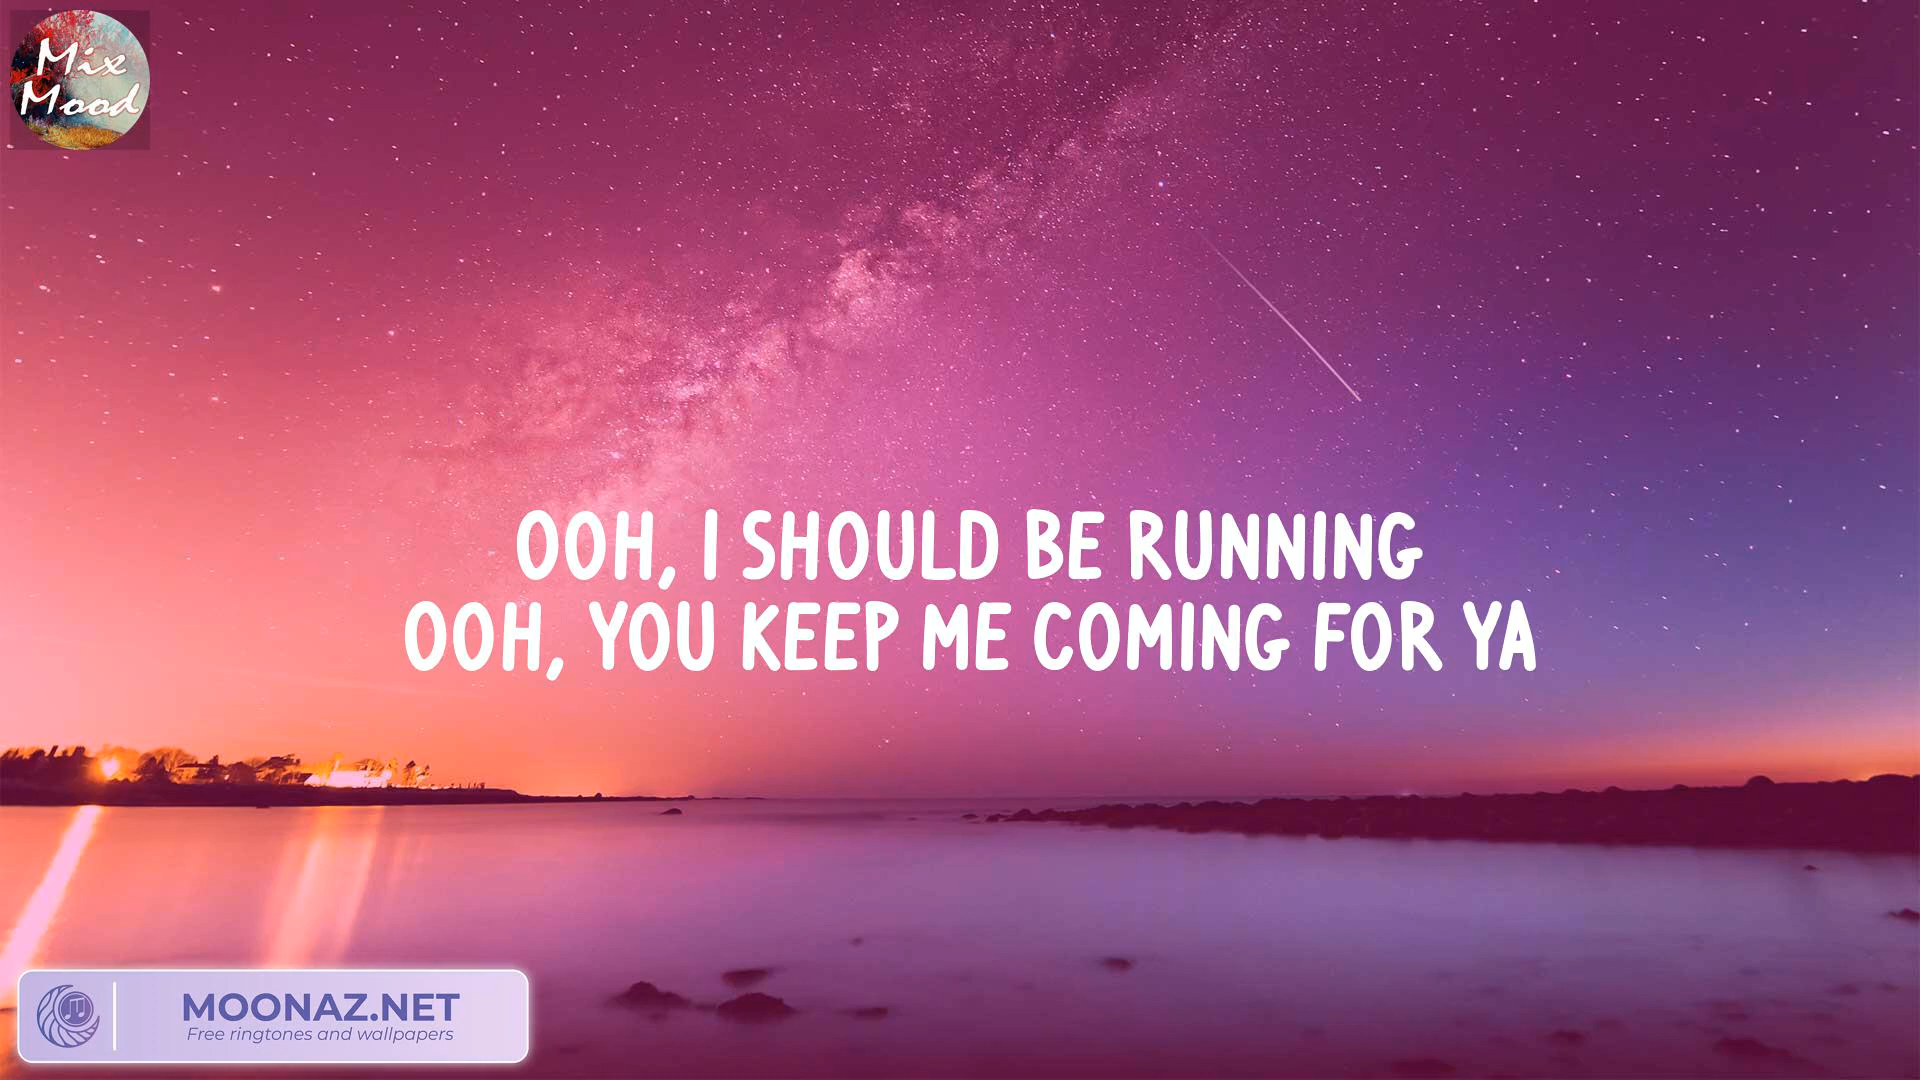 Mix
Mood
OOH, I SHOULD BE RUNNING
OOH, YOU KEEP ME COMING FOR YA
MOONAZ.NET
Free ringtones and wallpapers